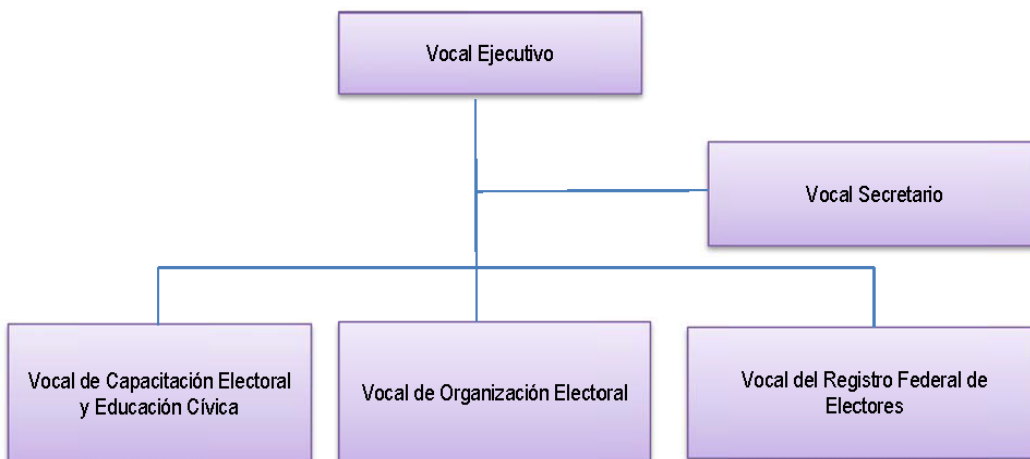 Vocal Ejecutivo
Vocal Secretario
Vocal de Capacitación Electoral
y Educación Cívica
Vocal de Organización Electoral
Vocal del Registro Federal de
Electores